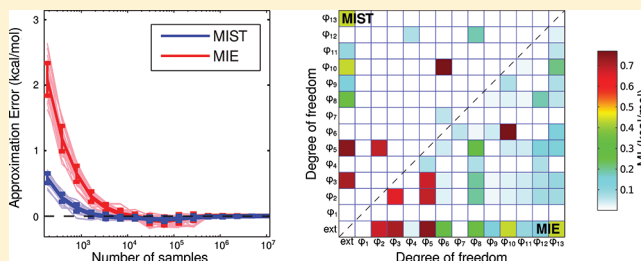 MIST
MIE
Approximation Error (kcal/mol)
3
2
1
0
10³
10⁴
10⁵
10⁶
10⁷
Number of samples
MIST
MIE
Degree of freedom
φ13
φ12
φ11
φ10
φ9
φ8
φ7
φ6
φ5
φ4
φ3
φ2
φ1
ext
ext φ1 φ2 φ3 φ4 φ5 φ6 φ7 φ8 φ9 φ10 φ11 φ12 φ13
Degree of freedom
0.7
0.6
0.5
0.4
0.3
0.2
0.1
MI (kcal/mol)